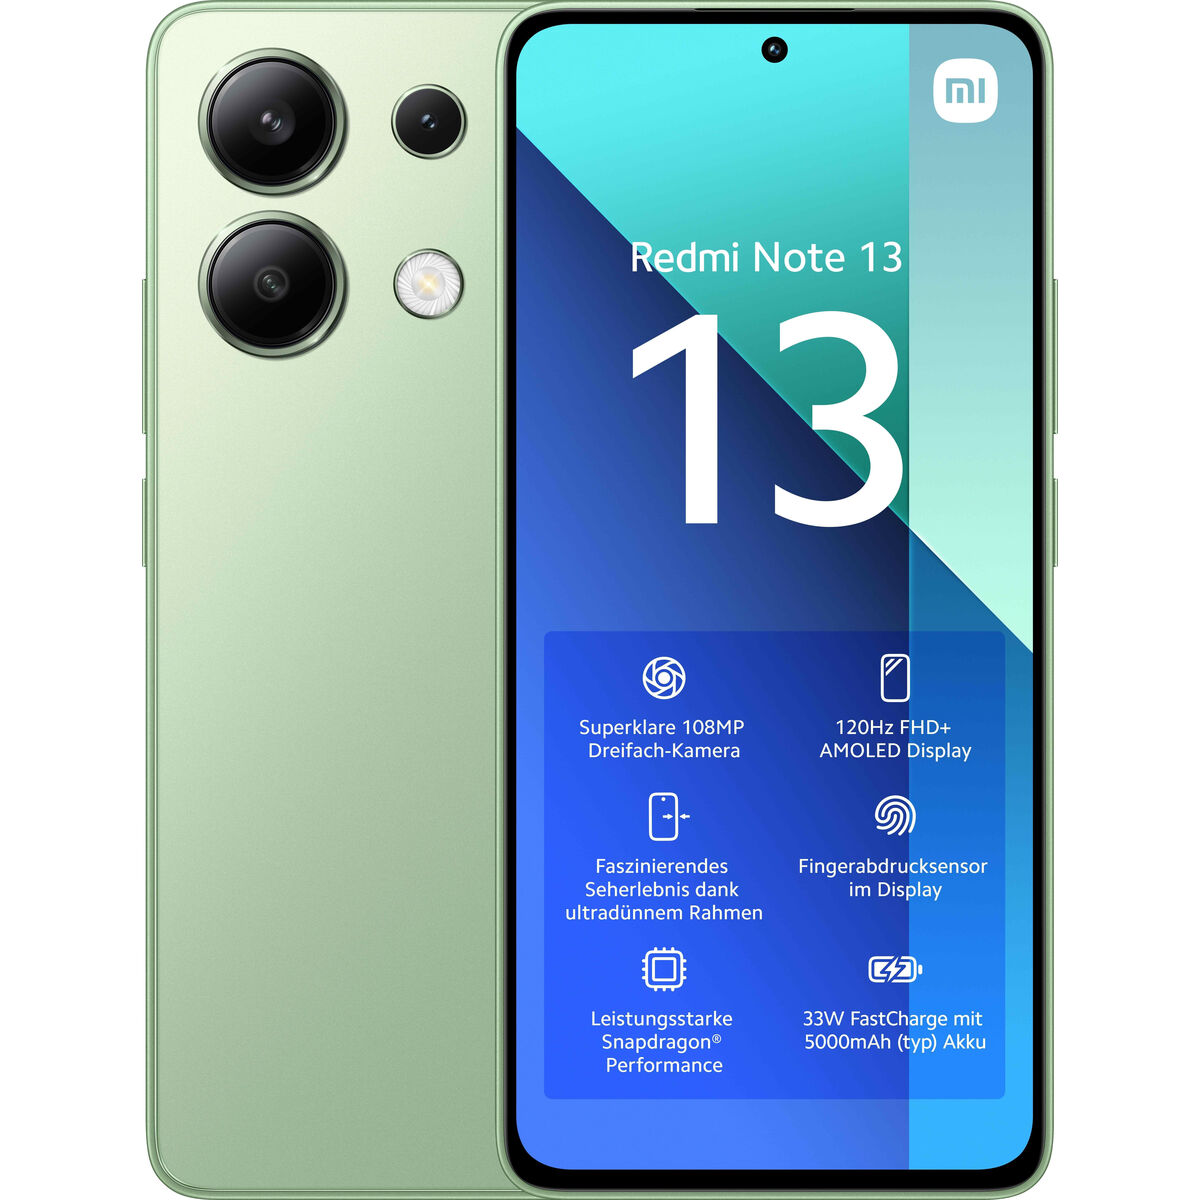 mi
Redmi Note 13
13
Superklare 108MP
Dreifach-Kamera
120Hz FHD+
AMOLED Display
Faszinierendes
Seherlebnis dank
ultradünnem Rahmen
Fingerabdrucksensor
im Display
Leistungsstarke
Snapdragon®
Performance
33W FastCharge mit
5000mAh (typ) Akku